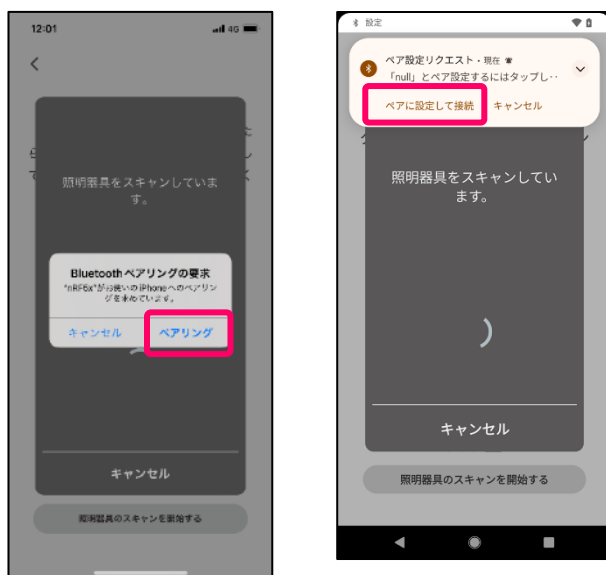 12:01
4G
照明器具をスキャンしていま
す。
Bluetoothペアリングの要求
"nRF5x"がお使いのiPhoneへのペアリン
グを求めています。
キャンセル
ペアリング
キャンセル
照明器具のスキャンを開始する
設定
ペア設定リクエスト・現在
「null」とペア設定するにはタップし‥
ペアに設定して接続
キャンセル
照明器具をスキャンしてい
ます。
キャンセル
照明器具のスキャンを開始する